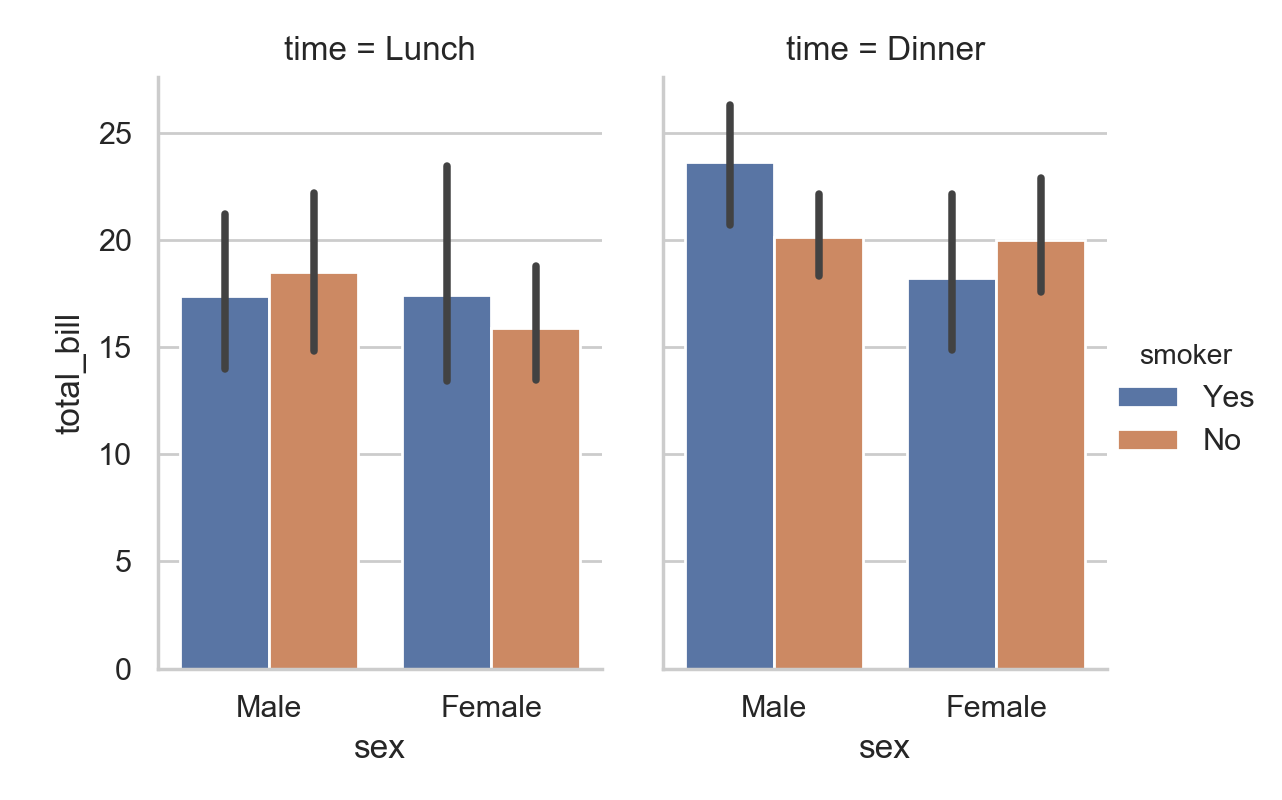 time = Lunch
time = Dinner
total_bill
25
20
15
10
5
0
Male
Female
Male
Female
sex
sex
smoker
Yes
No